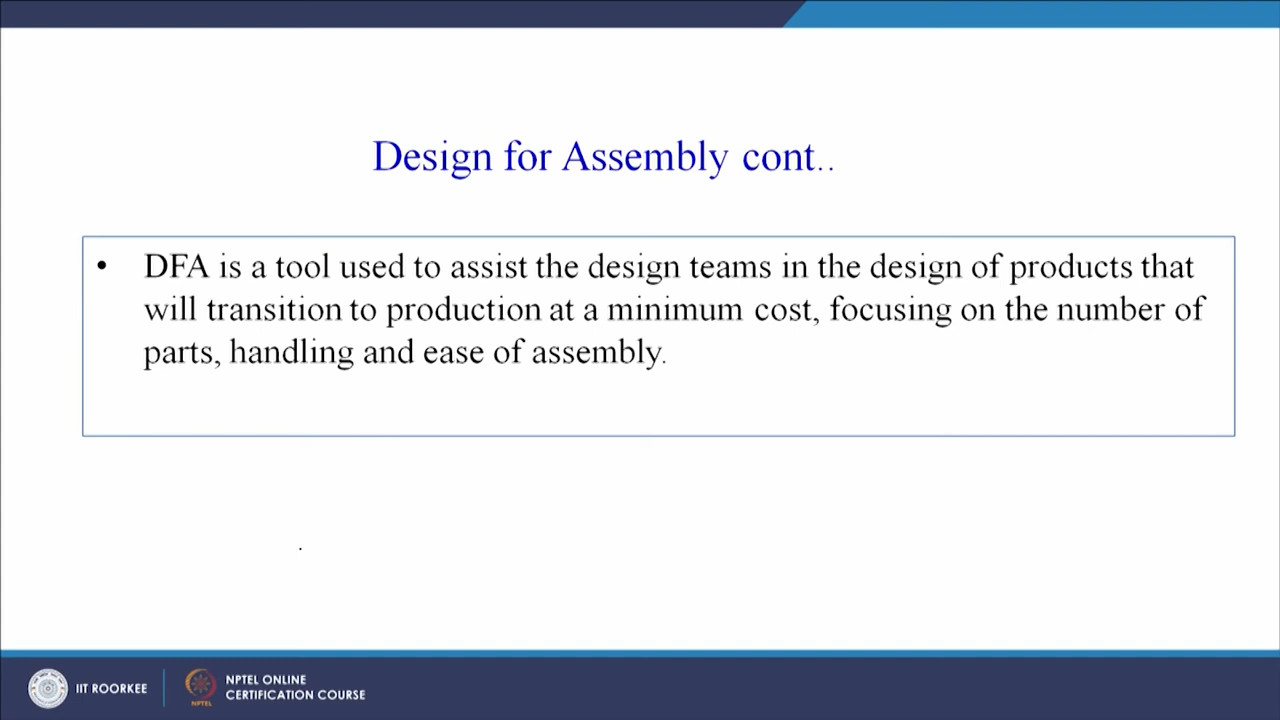 Design for Assembly cont..
• DFA is a tool used to assist the design teams in the design of products that
will transition to production at a minimum cost, focusing on the number of
parts, handling and ease of assembly.
IIT ROORKEE
NPTEL
NPTEL ONLINE
CERTIFICATION COURSE